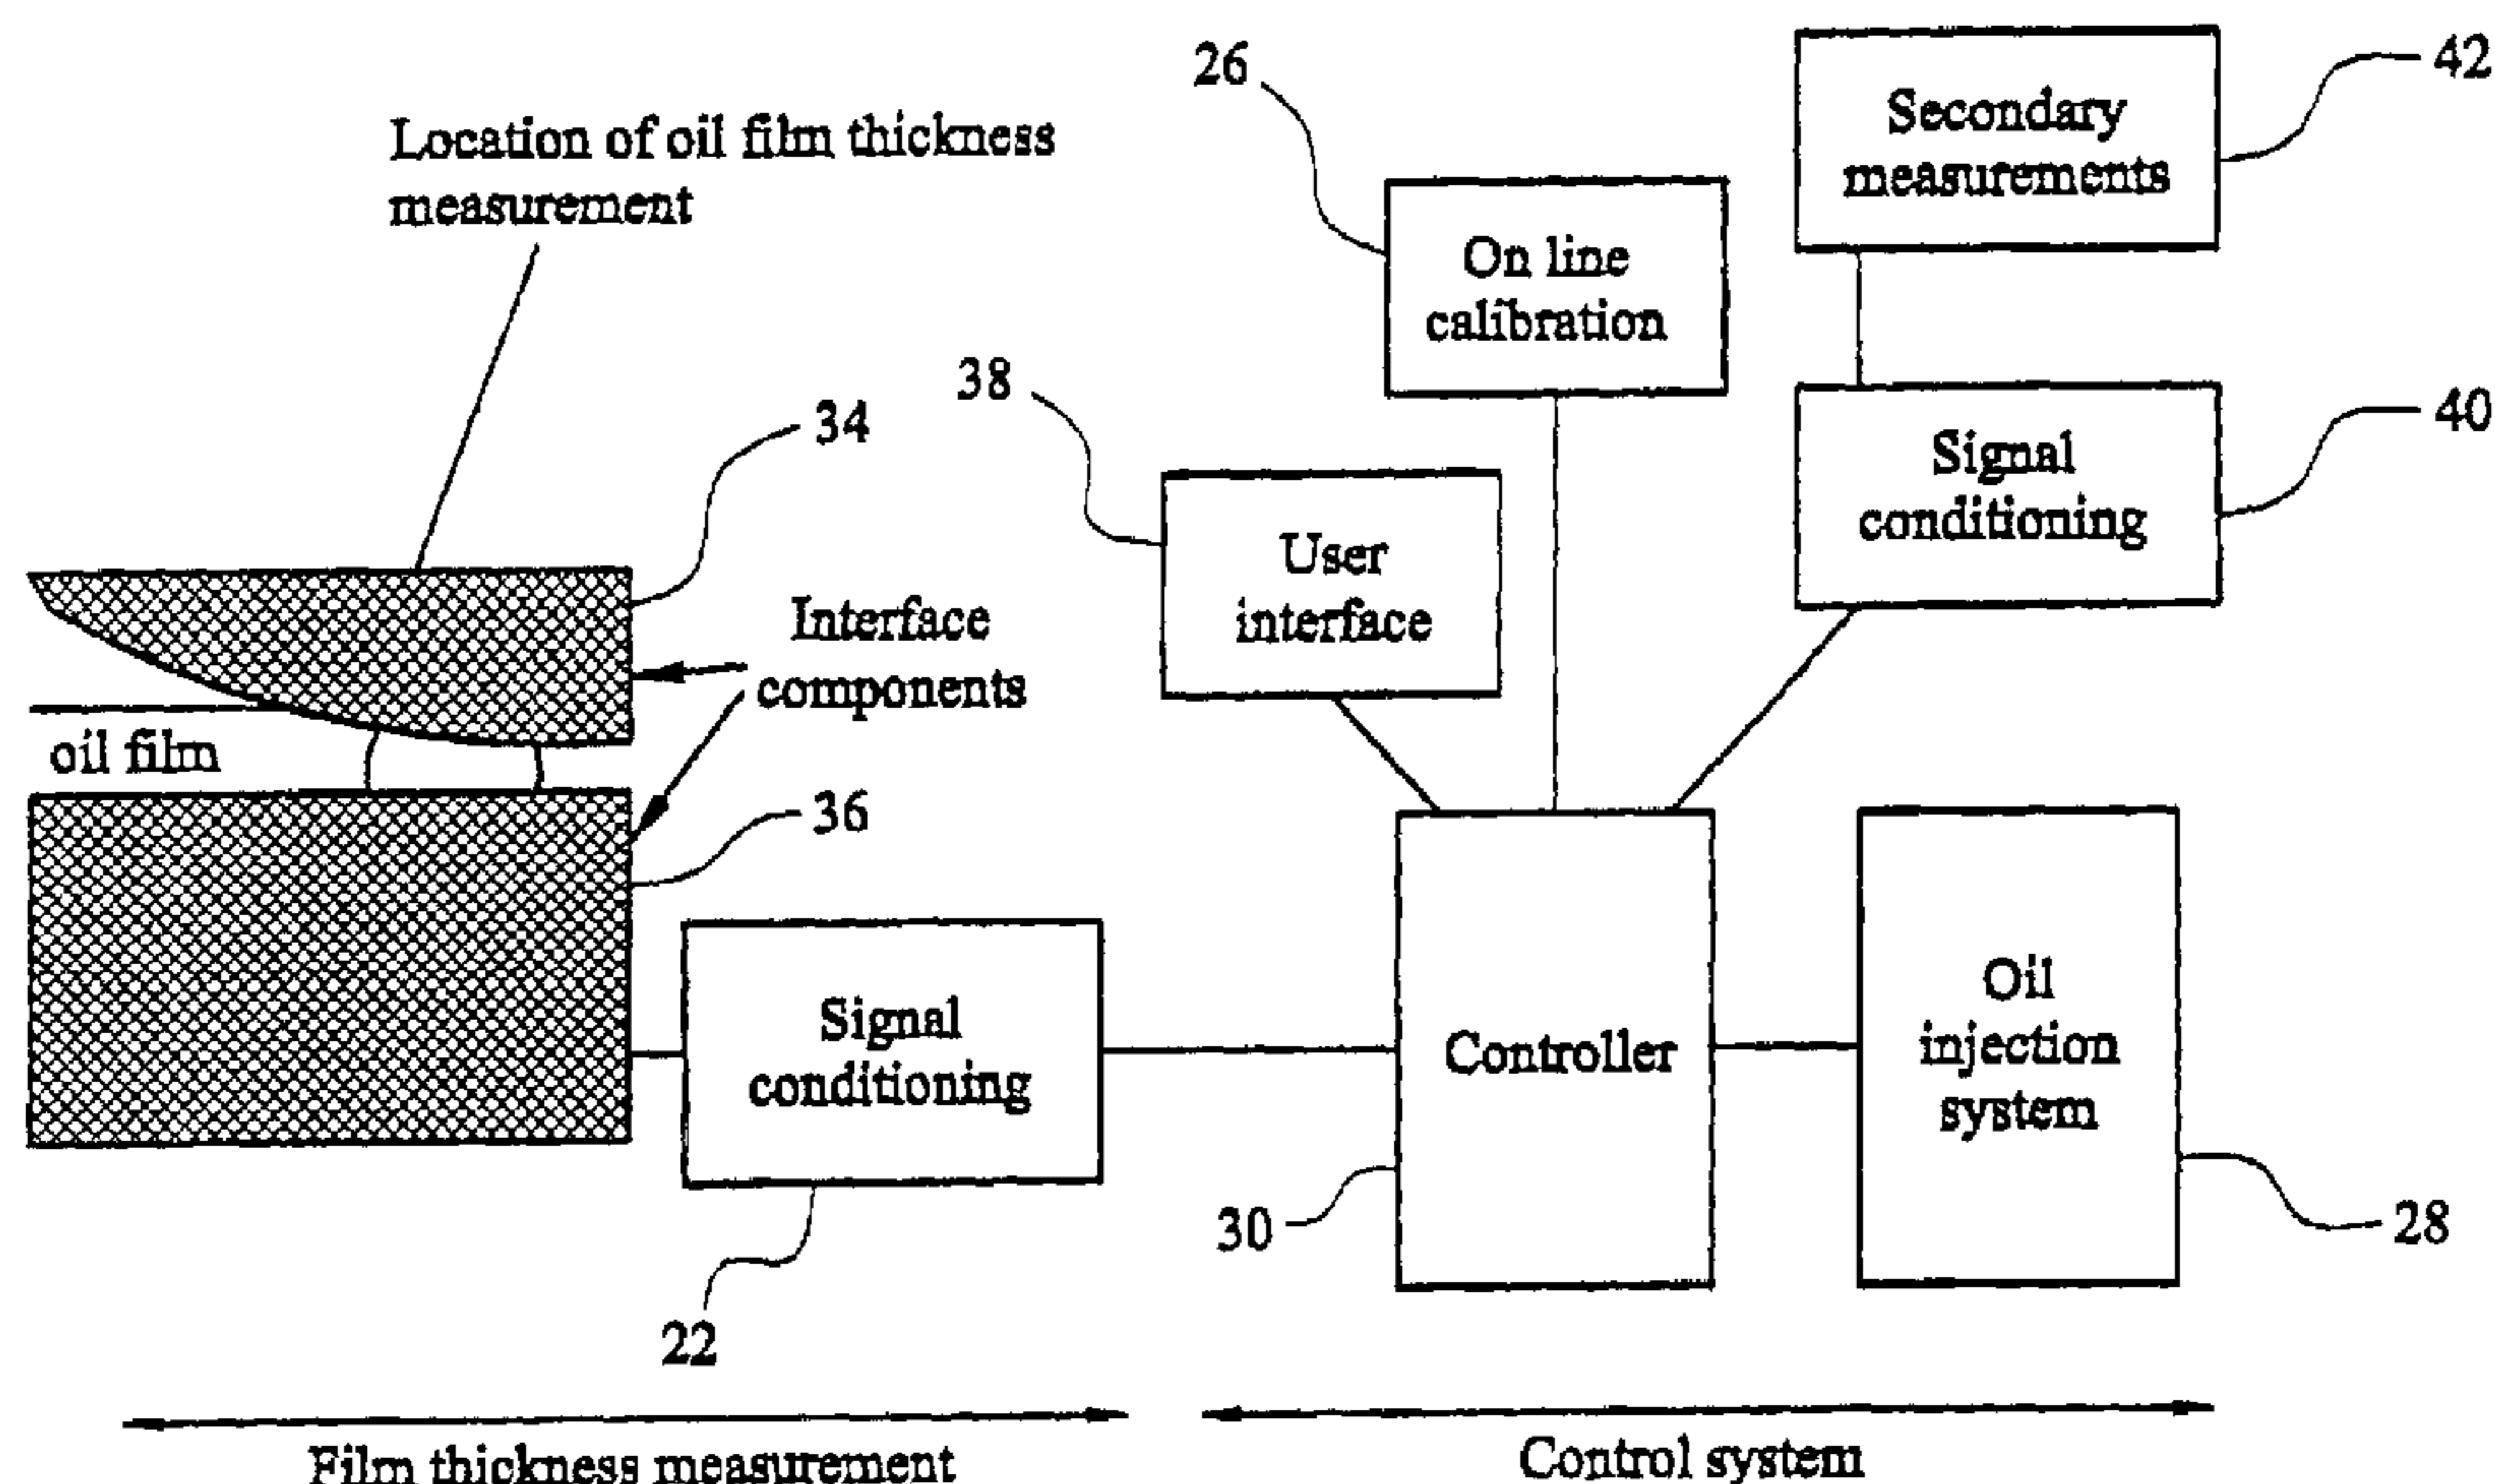 26
42
Secondary
measurements
Location of oil film thickness
measurement
On line
calibration
38
34
40
Signal
conditioning
User
interface
Interface
components
oil film
36
Signal
conditioning
Controller
Oil
injection
system
30
28
22
Film thickness measurement
Control system